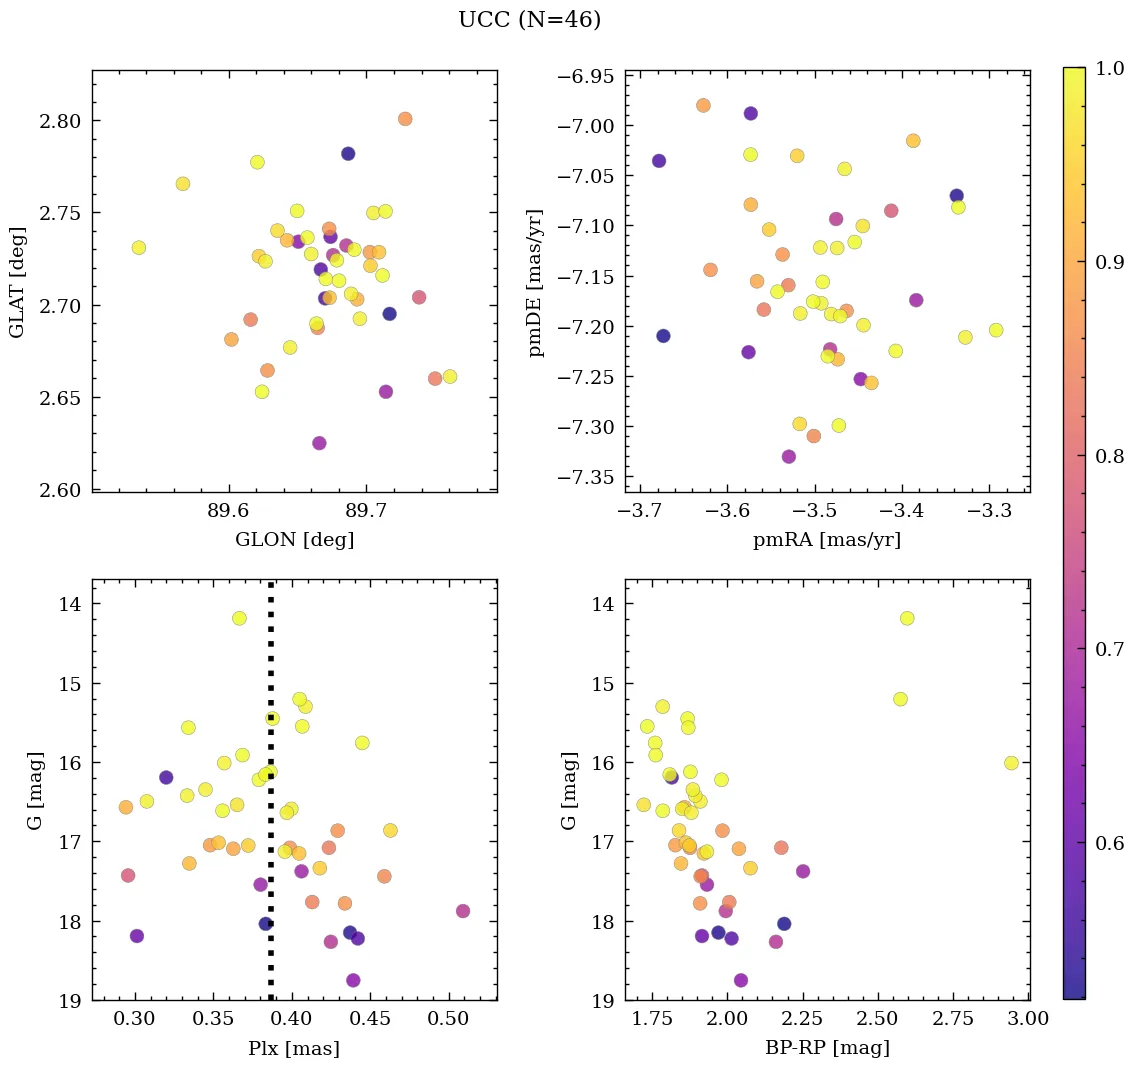 UCC (N=46)
2.80
2.75
2.70
2.65
2.60
GLAT [deg]
89.6 89.7
GLON [deg]
−6.95
−7.00
−7.05
−7.10
−7.15
−7.20
−7.25
−7.30
−7.35
pmDE [mas/yr]
−3.7 −3.6 −3.5 −3.4 −3.3
pmRA [mas/yr]
14
15
16
17
18
19
G [mag]
0.30 0.35 0.40 0.45 0.50
Plx [mas]
14
15
16
17
18
19
G [mag]
1.75 2.00 2.25 2.50 2.75 3.00
BP-RP [mag]
1.0
0.9
0.8
0.7
0.6